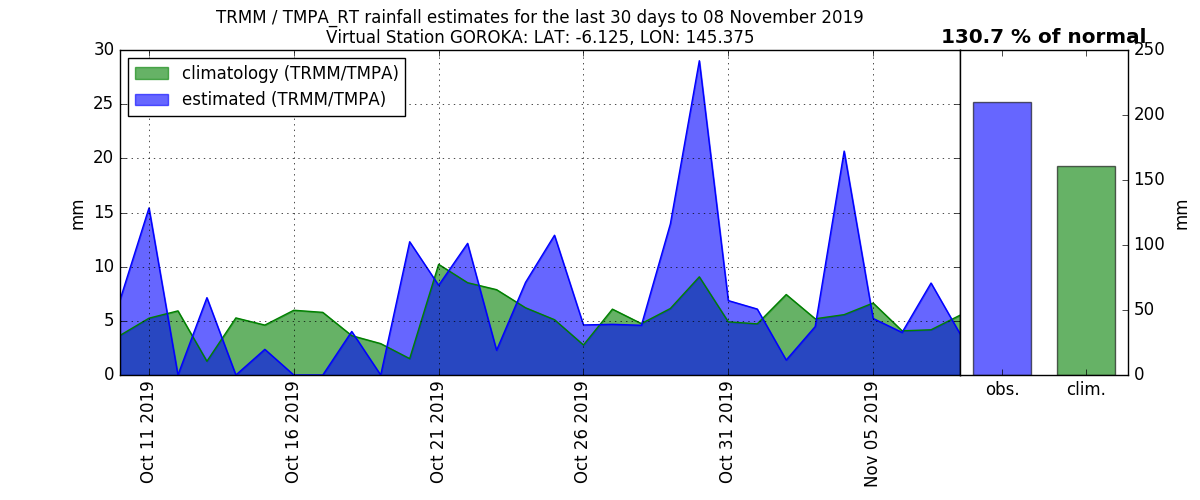 TRMM / TMPA_RT rainfall estimates for the last 30 days to 08 November 2019
Virtual Station GOROKA: LAT: -6.125, LON: 145.375
130.7 % of normal
climatology (TRMM/TMPA)
estimated (TRMM/TMPA)
30
25
20
15
10
5
0
mm
250
200
150
100
50
0
mm
Oct 11 2019
Oct 16 2019
Oct 21 2019
Oct 26 2019
Oct 31 2019
Nov 05 2019
obs.
clim.